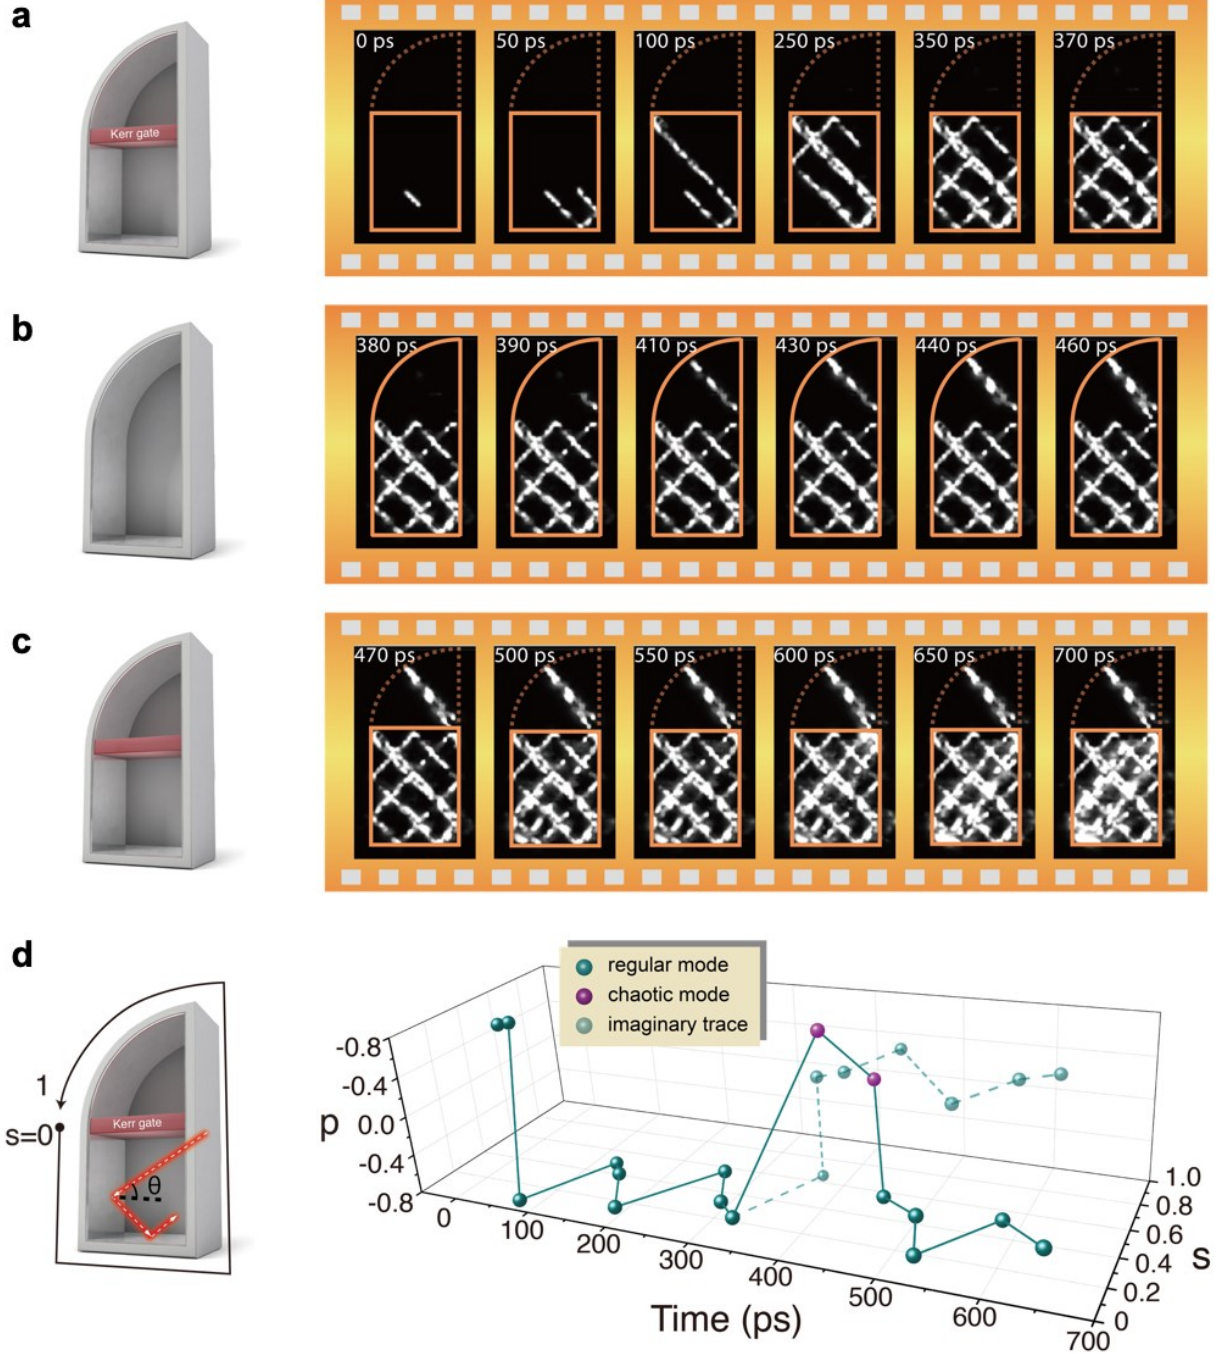 a
Kerr gate
0 ps 50 ps 100 ps 250 ps 350 ps 370 ps
b
380 ps 390 ps 410 ps 430 ps 440 ps 460 ps
c
470 ps 500 ps 550 ps 600 ps 650 ps 700 ps
d
1
s=0
Kerr gate
θ
regular mode
chaotic mode
imaginary trace
p
-0.8
-0.4
0.0
-0.4
-0.8
0 100 200 300 400 500 600 700
Time (ps)
1.0
0.8
0.6
0.4
0.2
0
s